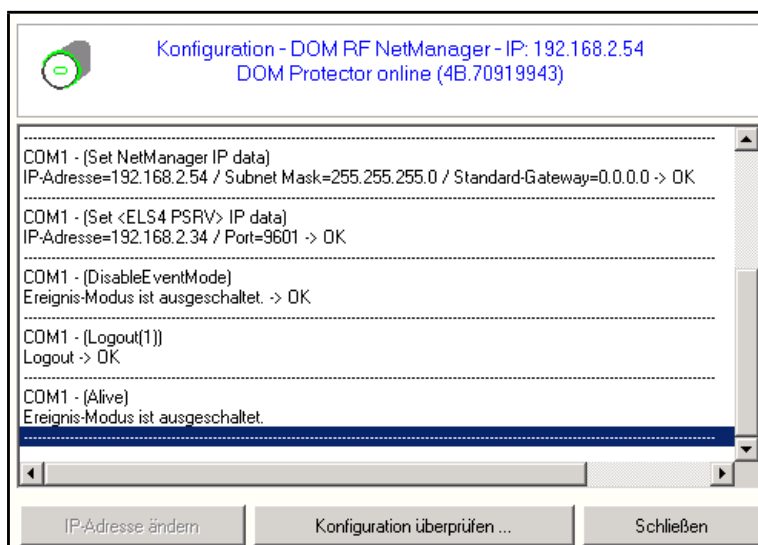 Konfiguration - DOM RF NetManager - IP: 192.168.2.54
DOM Protector online (4B.70919943)
COM1 - (Set NetManager IP data)
IP-Adresse=192.168.2.54 / Subnet Mask=255.255.255.0 / Standard-Gateway=0.0.0.0 -> OK
COM1 - (Set <ELS4 PSRV> IP data)
IP-Adresse=192.168.2.34 / Port=9601 -> OK
COM1 - (DisableEventMode)
Ereignis-Modus ist ausgeschaltet. -> OK
COM1 - (Logout(1))
Logout -> OK
COM1 - (Alive)
Ereignis-Modus ist ausgeschaltet.
IP-Adresse ändern
Konfiguration überprüfen ...
Schließen